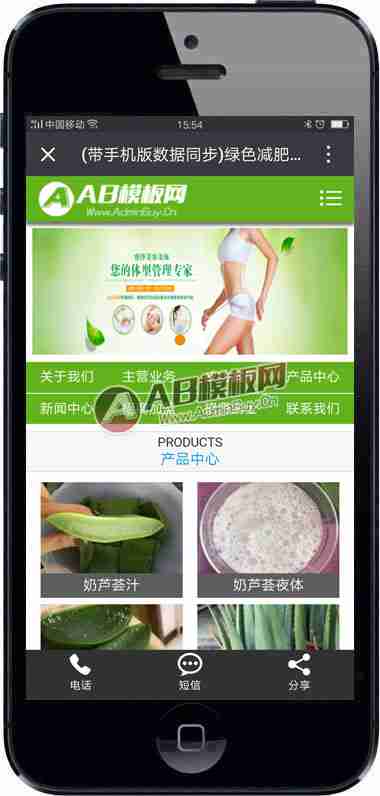 中国移动
15:54
(带手机版数据同步)绿色减肥...
AB模板网
Www.AdminBuy.Cn
您的体型管理专家
关于我们 主营业务 产品中心
新闻中心 联系我们
AB模板网
Www.AdminBuy.Cn
PRODUCTS
产品中心
奶芦荟汁 奶芦荟夜体
电话 短信 分享